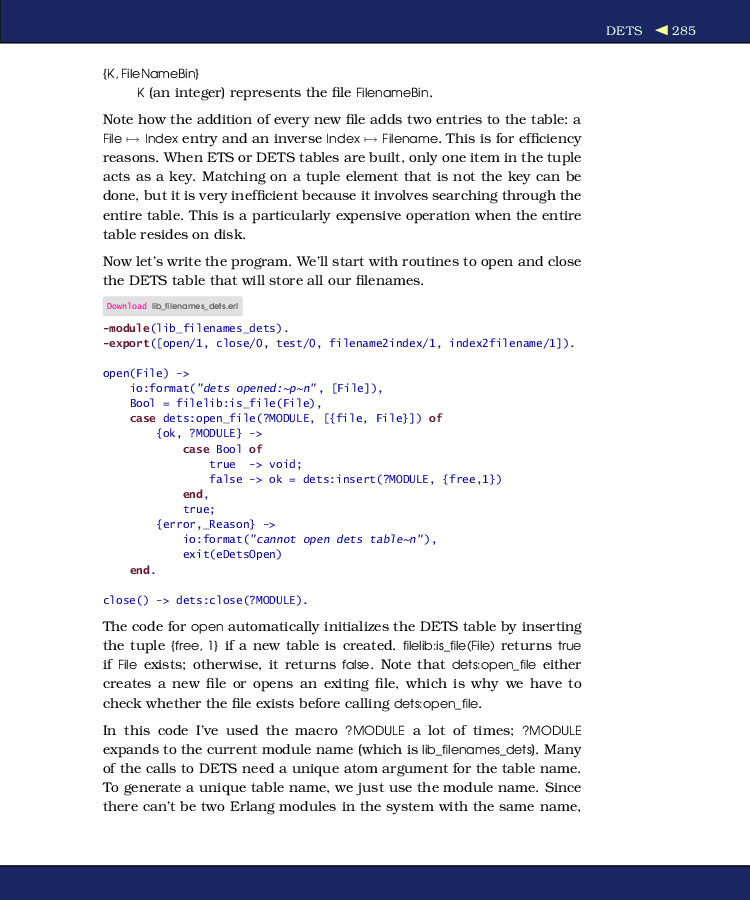 DETS ◀ 285
{K, FileNameBin}
K (an integer) represents the file FilenameBin.
Note how the addition of every new file adds two entries to the table: a
File ↦ Index entry and an inverse Index ↦ Filename. This is for efficiency
reasons. When ETS or DETS tables are built, only one item in the tuple
acts as a key. Matching on a tuple element that is not the key can be
done, but it is very inefficient because it involves searching through the
entire table. This is a particularly expensive operation when the entire
table resides on disk.
Now let's write the program. We'll start with routines to open and close
the DETS table that will store all our filenames.
Download lib_filenames_dets.erl
-module(lib_filenames_dets).
-export([open/1, close/0, test/0, filename2index/1, index2filename/1]).
open(File) ->
    io:format("dets opened:~p~n", [File]),
    Bool = filelib:is_file(File),
    case dets:open_file(?MODULE, [{file, File}]) of
        {ok, ?MODULE} ->
            case Bool of
                true  -> void;
                false -> ok = dets:insert(?MODULE, {free,1})
            end,
            true;
        {error,_Reason} ->
            io:format("cannot open dets table~n"),
            exit(eDetsOpen)
    end.
close() -> dets:close(?MODULE).
The code for open automatically initializes the DETS table by inserting
the tuple {free, 1} if a new table is created. filelib:is_file(File) returns true
if File exists; otherwise, it returns false. Note that dets:open_file either
creates a new file or opens an exiting file, which is why we have to
check whether the file exists before calling dets:open_file.
In this code I've used the macro ?MODULE a lot of times; ?MODULE
expands to the current module name (which is lib_filenames_dets). Many
of the calls to DETS need a unique atom argument for the table name.
To generate a unique table name, we just use the module name. Since
there can't be two Erlang modules in the system with the same name,